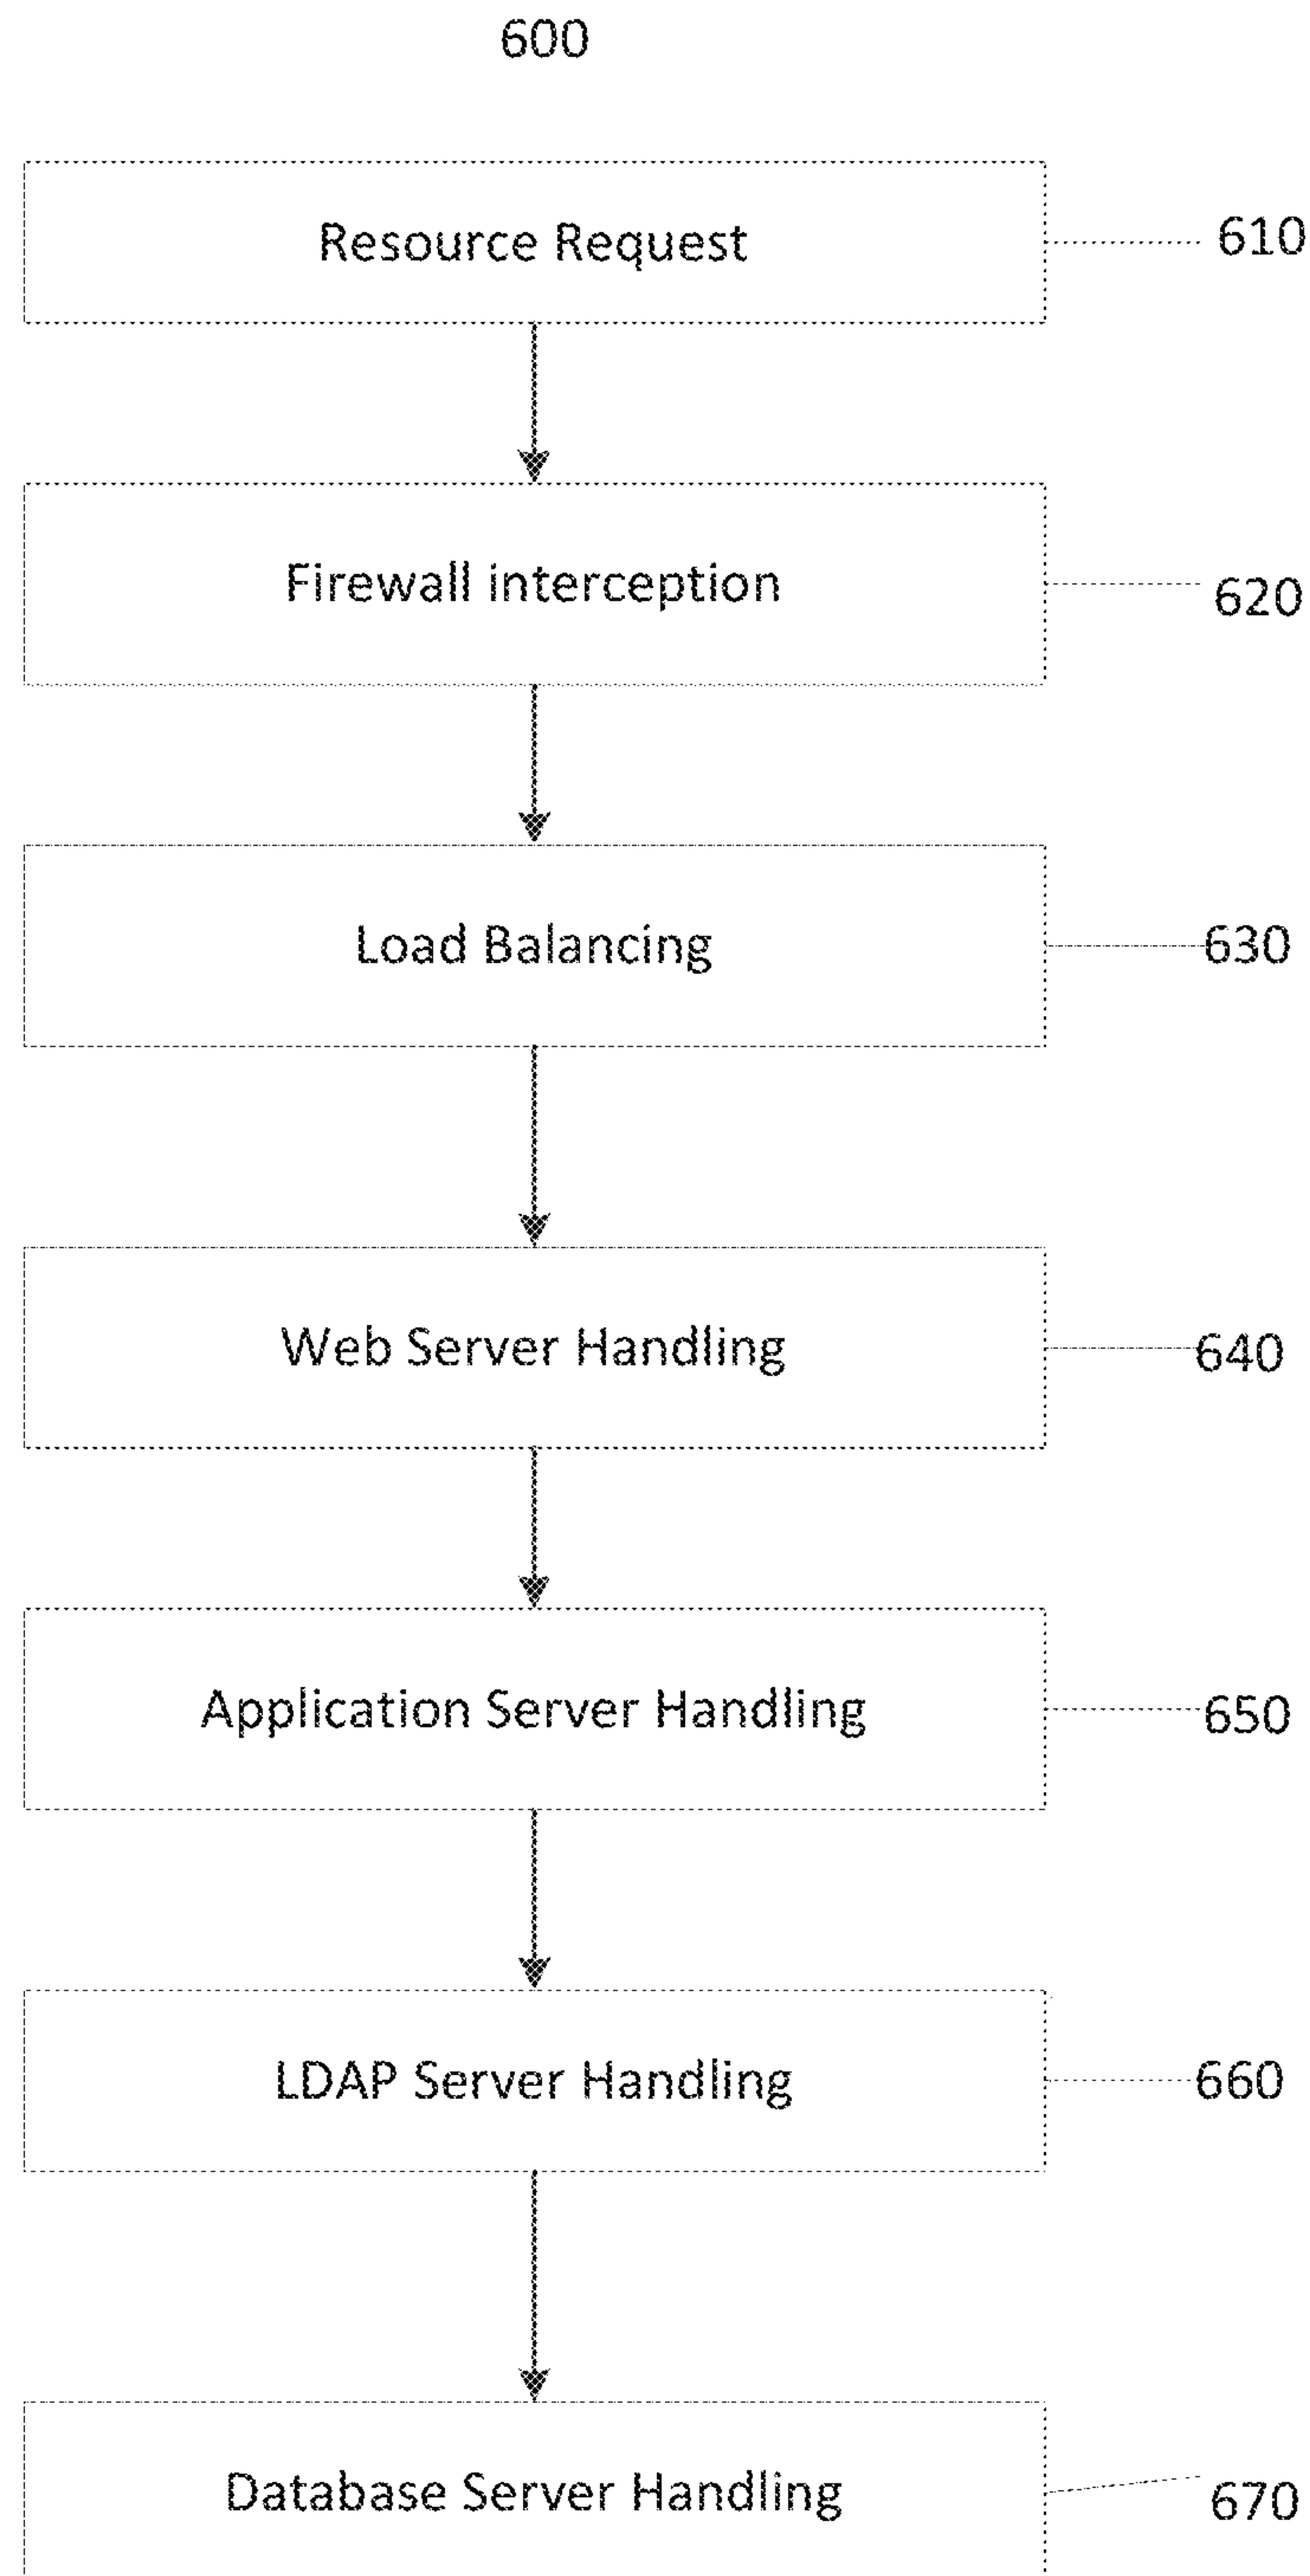 600
Resource Request
610
Firewall interception
620
Load Balancing
630
Web Server Handling
640
Application Server Handling
650
LDAP Server Handling
660
Database Server Handling
670